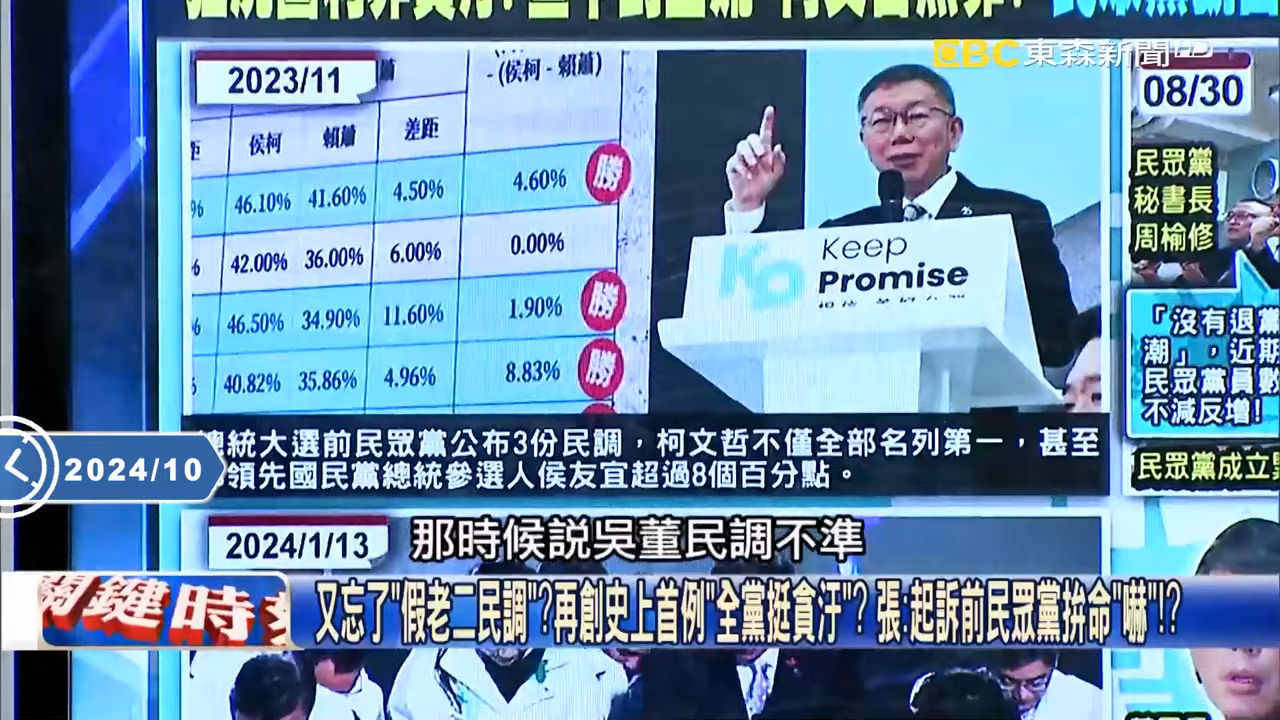 EBC 東森新聞 HD
2023/11
- (侯柯 - 賴蕭)
侯柯 賴蕭 差距
46.10% 41.60% 4.50% 4.60% 勝
42.00% 36.00% 6.00% 0.00%
46.50% 34.90% 11.60% 1.90% 勝
40.82% 35.86% 4.96% 8.83% 勝
KP Keep
Promise
08/30
民眾黨
秘書長
周榆修
「沒有退黨
潮」，近期
民眾黨員數
不減反增!
民眾黨成立
總統大選前民眾黨公布3份民調，柯文哲不僅全部名列第一，甚至
領先國民黨總統參選人侯友宜超過8個百分點。
2024/10
2024/1/13
那時候說吳董民調不準
關鍵時刻
又忘了"假老二民調"?再創史上首例"全黨挺貪汙"? 張:起訴前民眾黨拚命"嚇"!?